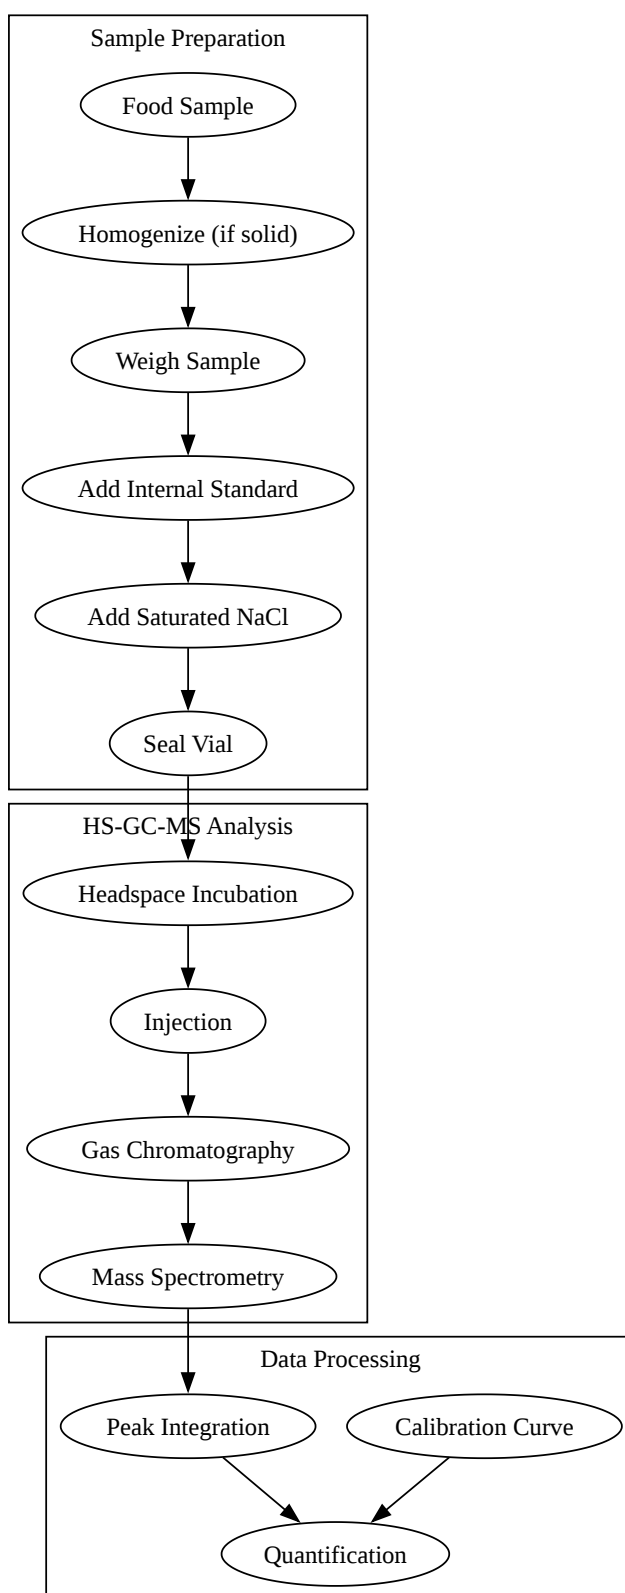 Sample Preparation
Food Sample
Homogenize (if solid)
Weigh Sample
Add Internal Standard
Add Saturated NaCl
Seal Vial
HS-GC-MS Analysis
Headspace Incubation
Injection
Gas Chromatography
Mass Spectrometry
Data Processing
Peak Integration
Calibration Curve
Quantification